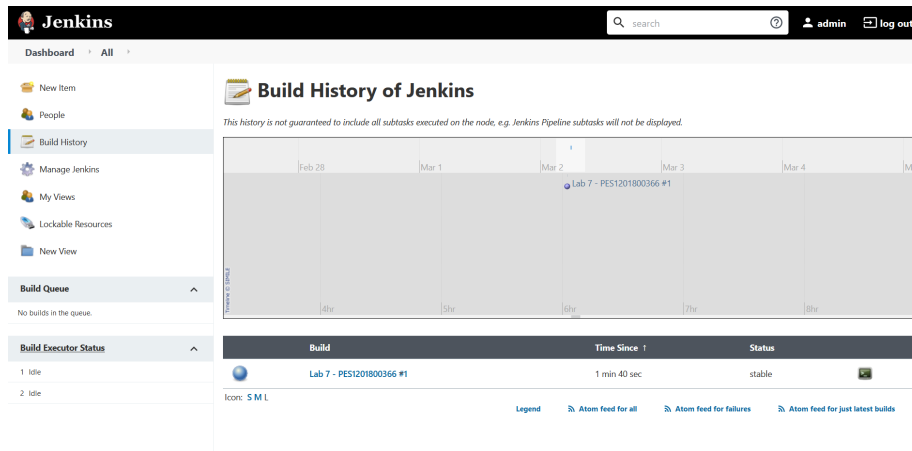 Jenkins
search
admin
log out
Dashboard
All
New Item
People
Build History
Manage Jenkins
My Views
Lockable Resources
New View
Build Queue
No builds in the queue.
Build Executor Status
1 Idle
2 Idle
Build History of Jenkins
This history is not guaranteed to include all subtasks executed on the node, e.g. Jenkins Pipeline subtasks will not be displayed.
Feb 28 Mar 1 Mar 2 Mar 3 Mar 4 M
Lab 7 - PES1201800366 #1
Timeline © SIMILE
4hr 5hr 6hr 7hr 8hr
Build Time Since ↑ Status
Lab 7 - PES1201800366 #1 1 min 40 sec stable
Icon: S M L
Legend Atom feed for all Atom feed for failures Atom feed for just latest builds